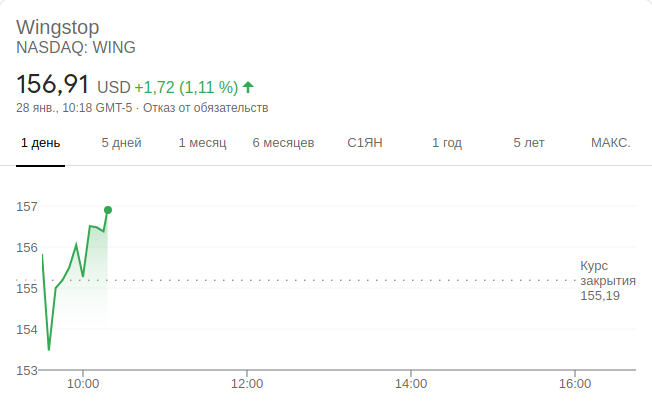 Wingstop
NASDAQ: WING
156,91 USD +1,72 (1,11 %)
28 янв., 10:18 GMT-5 · Отказ от обязательств
1 день 5 дней 1 месяц 6 месяцев С1ЯН 1 год 5 лет МАКС.
157
156
155
154
153
Курс
закрытия
155,19
10:00 12:00 14:00 16:00